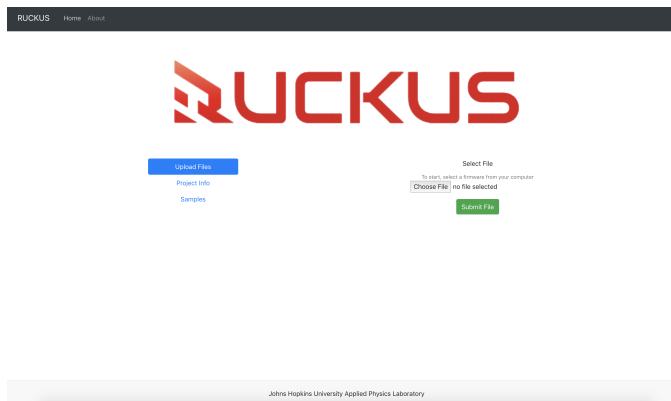 RUCKUS Home About
RUCKUS
Upload Files
Project Info
Samples
Select File
To start, select a firmware from your computer
Choose File no file selected
Submit File
Johns Hopkins University Applied Physics Laboratory